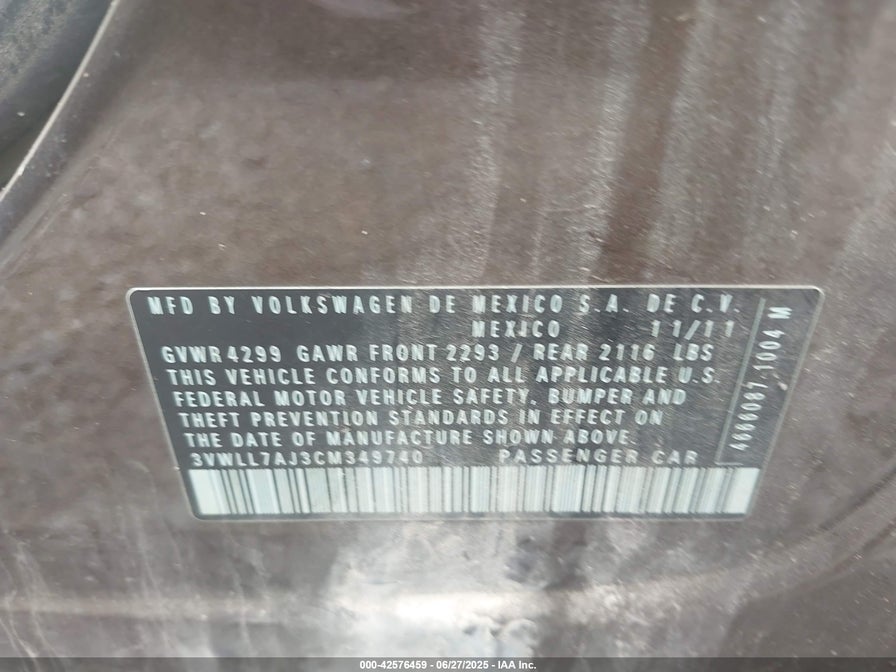 MFD BY VOLKSWAGEN DE MEXICO S.A. DE C.V.
MEXICO 11/11
GVWR 4299 GAWR FRONT 2293 / REAR 2116 LBS
THIS VEHICLE CONFORMS TO ALL APPLICABLE U.S.
FEDERAL MOTOR VEHICLE SAFETY, BUMPER AND
THEFT PREVENTION STANDARDS IN EFFECT ON
THE DATE OF MANUFACTURE SHOWN ABOVE.
3VWLL7AJ3CM349740 PASSENGER CAR
4666087 1004 M
000-42576459 - 06/27/2025 - IAA Inc.